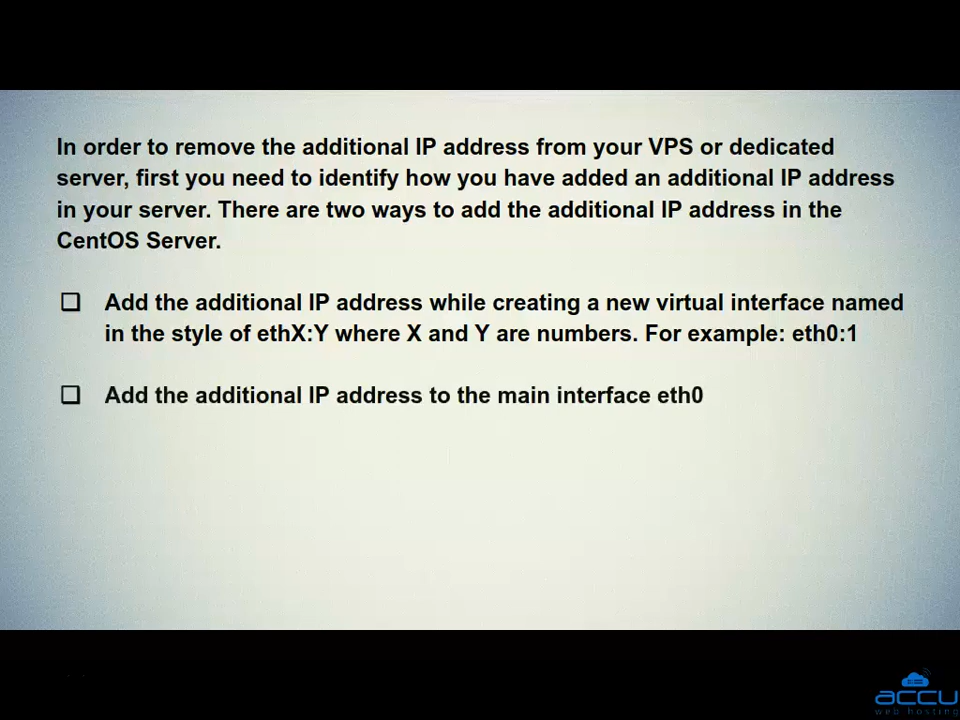 In order to remove the additional IP address from your VPS or dedicated
server, first you need to identify how you have added an additional IP address
in your server. There are two ways to add the additional IP address in the
CentOS Server.
Add the additional IP address while creating a new virtual interface named
in the style of ethX:Y where X and Y are numbers. For example: eth0:1
Add the additional IP address to the main interface eth0
accu
web hosting